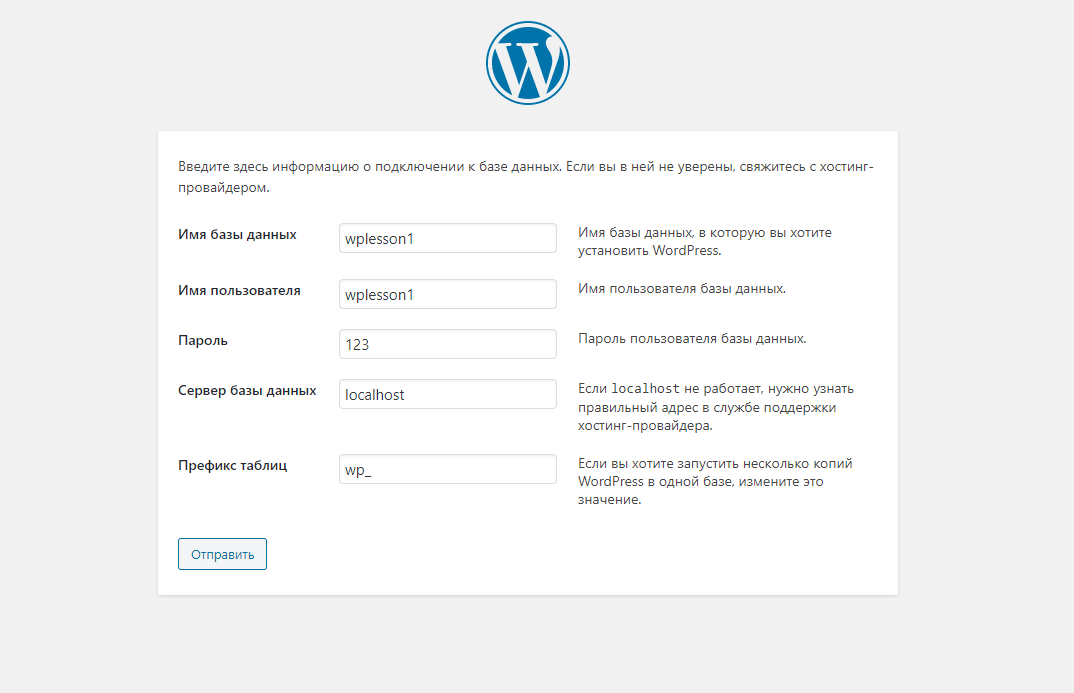 Введите здесь информацию о подключении к базе данных. Если вы в ней не уверены, свяжитесь с хостинг-
провайдером.
Имя базы данных
wplesson1
Имя базы данных, в которую вы хотите
установить WordPress.
Имя пользователя
wplesson1
Имя пользователя базы данных.
Пароль
123
Пароль пользователя базы данных.
Сервер базы данных
localhost
Если localhost не работает, нужно узнать
правильный адрес в службе поддержки
хостинг-провайдера.
Префикс таблиц
wp_
Если вы хотите запустить несколько копий
WordPress в одной базе, измените это
значение.
Отправить